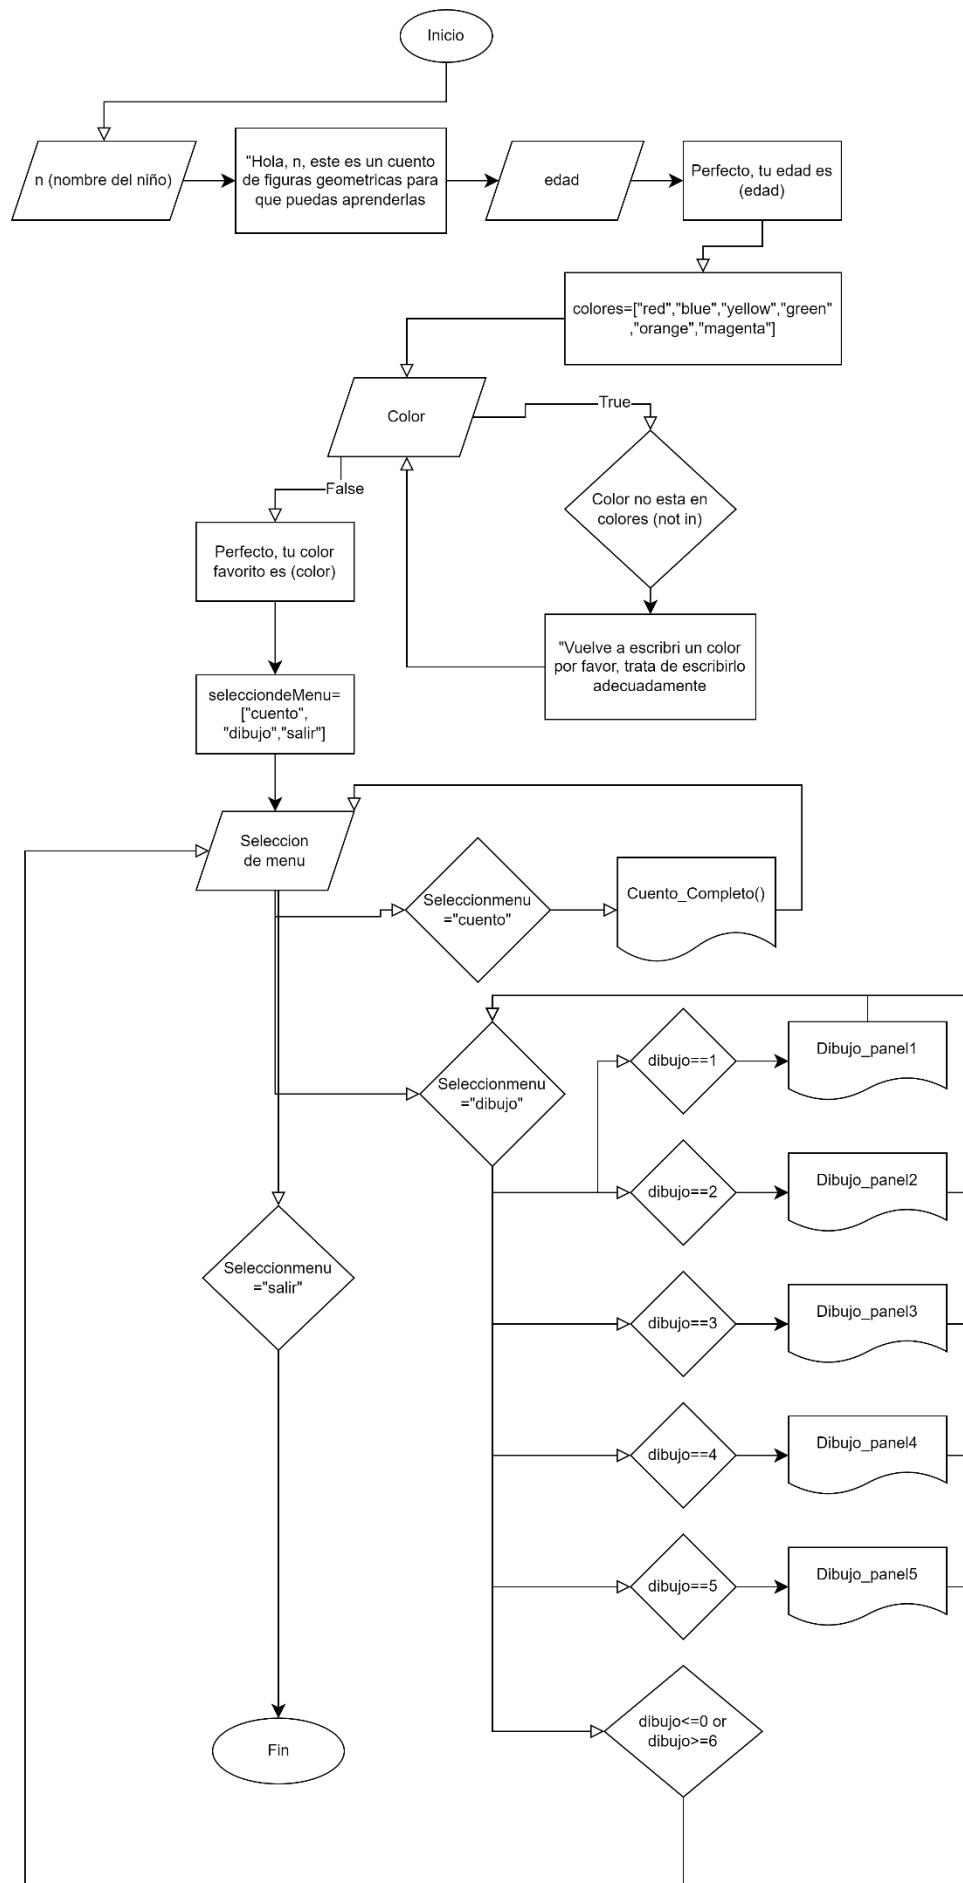 Inicio
n (nombre del niño)
"Hola, n, este es un cuento
de figuras geometricas para
que puedas aprenderlas
edad
Perfecto, tu edad es
(edad)
colores=["red","blue","yellow","green"
,"orange","magenta"]
Color
True
False
Color no esta en
colores (not in)
Perfecto, tu color
favorito es (color)
"Vuelve a escribri un color
por favor, trata de escribirlo
adecuadamente
selecciondeMenu=
["cuento",
"dibujo","salir"]
Seleccion
de menu
Seleccionmenu
="cuento"
Cuento_Completo()
Seleccionmenu
="dibujo"
dibujo==1
Dibujo_panel1
dibujo==2
Dibujo_panel2
Seleccionmenu
="salir"
dibujo==3
Dibujo_panel3
dibujo==4
Dibujo_panel4
dibujo==5
Dibujo_panel5
dibujo<=0 or
dibujo>=6
Fin